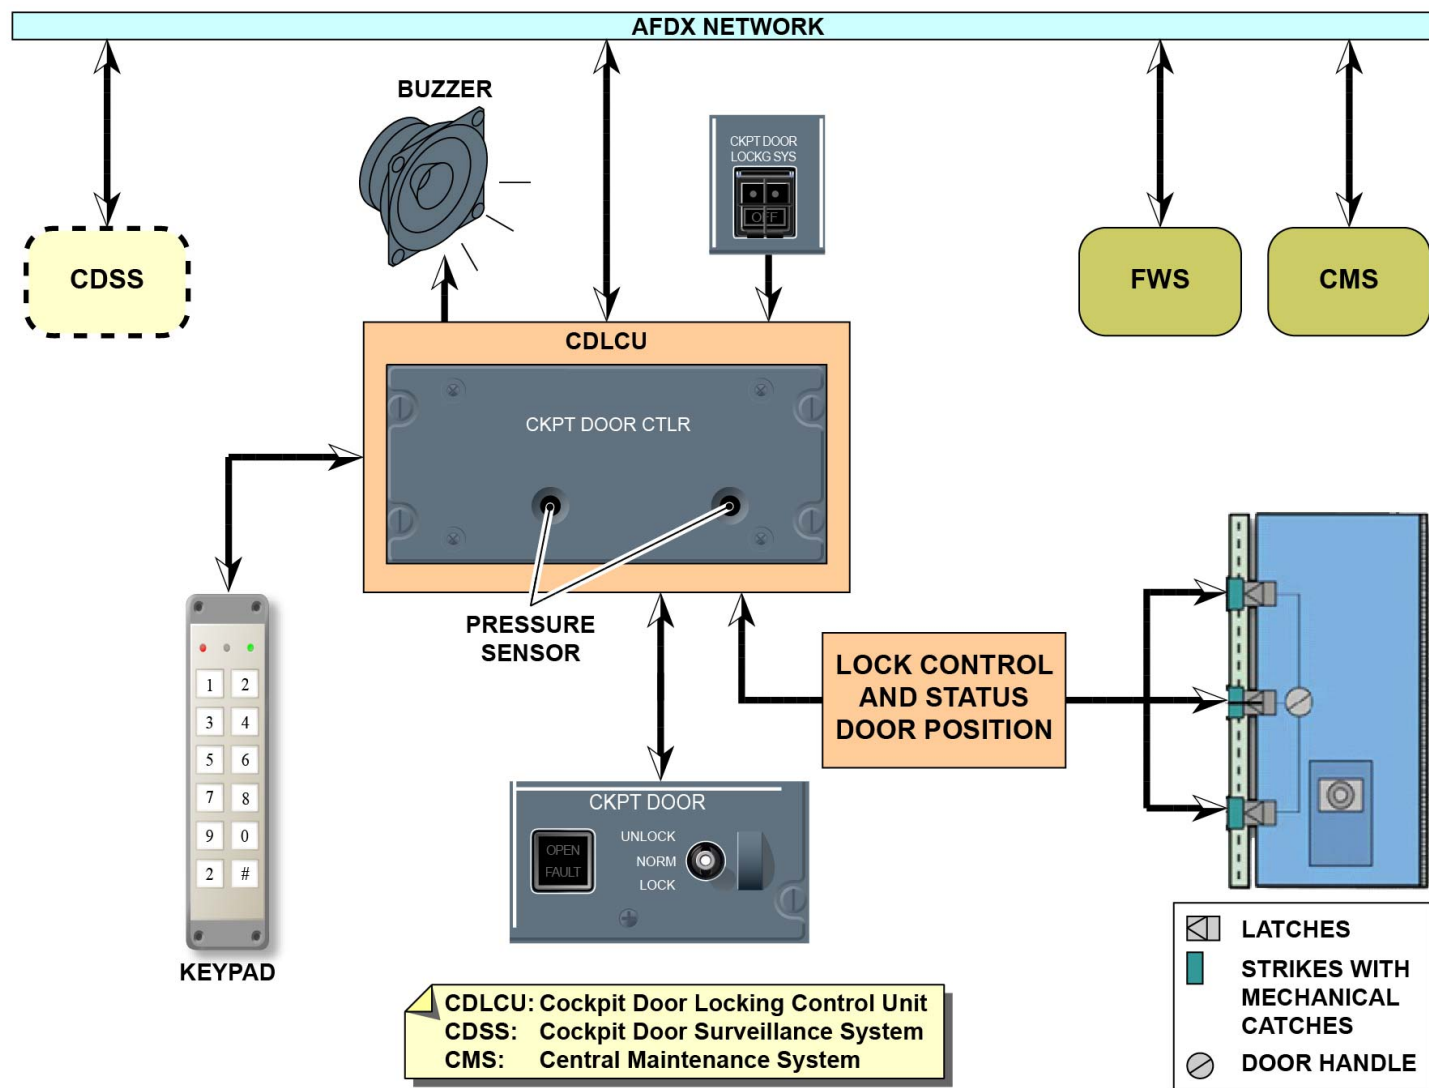 AFDX NETWORK
BUZZER
CKPT DOOR
LOCKG SYS
OFF
CDSS
FWS
CMS
CDLCU
CKPT DOOR CTLR
PRESSURE
SENSOR
1 2
3 4
5 6
7 8
9 0
2 #
KEYPAD
LOCK CONTROL
AND STATUS
DOOR POSITION
CKPT DOOR
OPEN
FAULT
UNLOCK
NORM
LOCK
LATCHES
STRIKES WITH
MECHANICAL
CATCHES
DOOR HANDLE
CDLCU: Cockpit Door Locking Control Unit
CDSS: Cockpit Door Surveillance System
CMS: Central Maintenance System